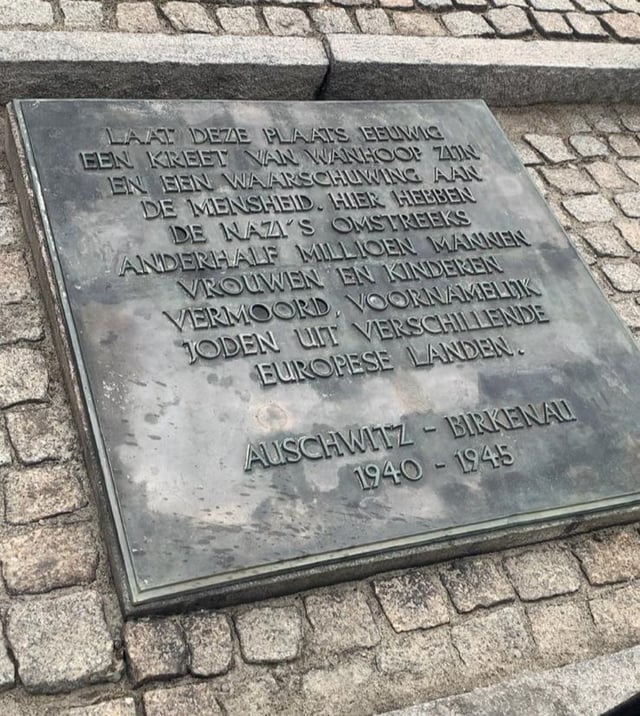 LAAT DEZE PLAATS EEUWIG
EEN KREET VAN WANHOOP ZIJN
EN EEN WAARSCHUWING AAN
DE MENSHEID. HIER HEBBEN
DE NAZI'S OMSTREEKS
ANDERHALF MILLIOEN MANNEN
VROUWEN EN KINDEREN
VERMOORD, VOORNAMELIJK
JODEN UIT VERSCHILLENDE
EUROPESE LANDEN.
AUSCHWITZ - BIRKENAU
1940 - 1945